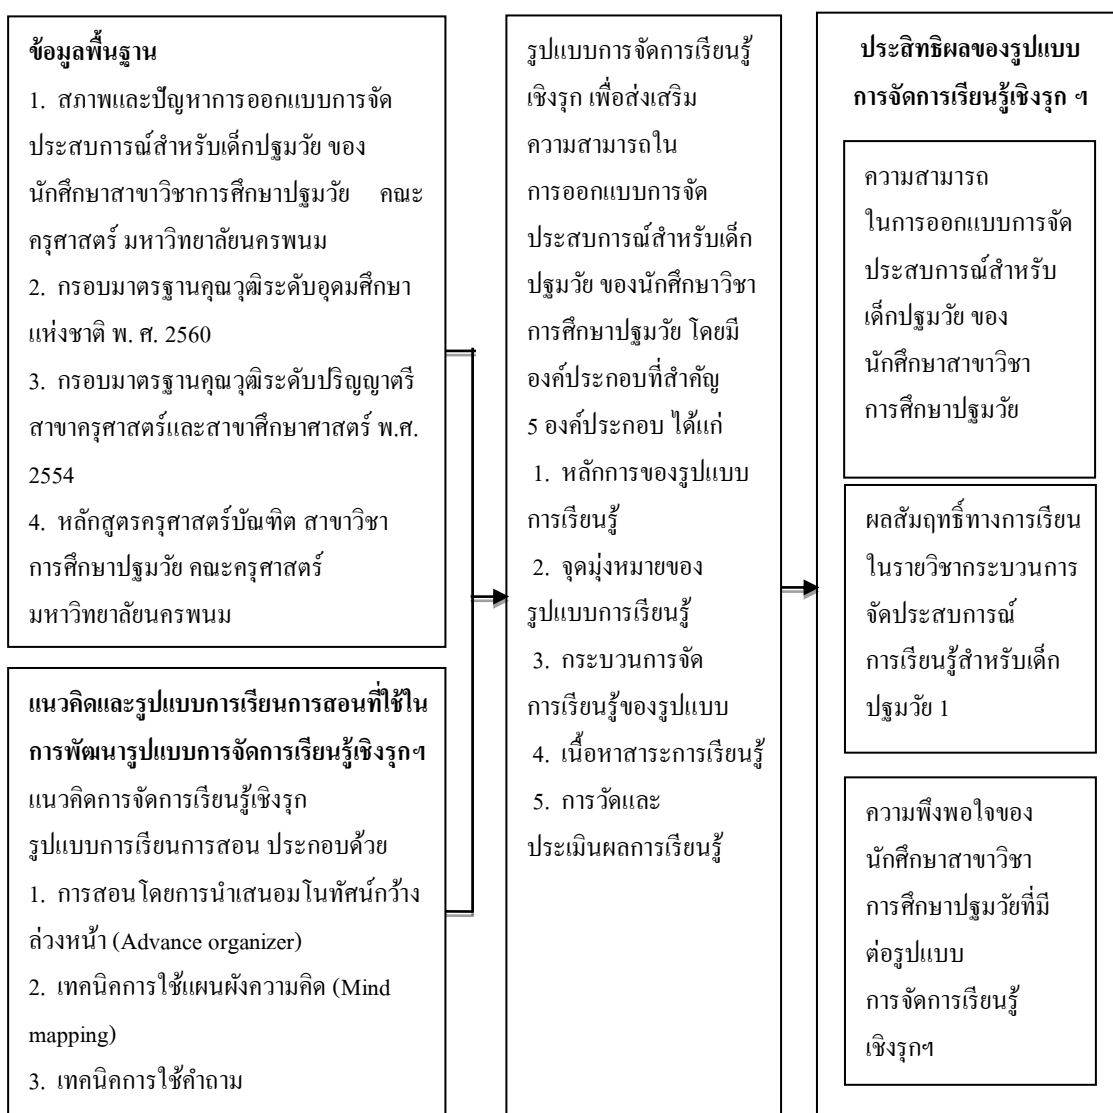 ข้อมูลพื้นฐาน
1. สภาพและปัญหาการออกแบบการจัด
ประสบการณ์สำหรับเด็กปฐมวัย ของ
นักศึกษาสาขาวิชาการศึกษาปฐมวัย คณะ
ครุศาสตร์ มหาวิทยาลัยนครพนม
2. กรอบมาตรฐานคุณวุฒิระดับอุดมศึกษา
แห่งชาติ พ. ศ. 2560
3. กรอบมาตรฐานคุณวุฒิระดับปริญญาตรี
สาขาครุศาสตร์และสาขาศึกษาศาสตร์ พ.ศ.
2554
4. หลักสูตรครุศาสตร์บัณฑิต สาขาวิชา
การศึกษาปฐมวัย คณะครุศาสตร์
มหาวิทยาลัยนครพนม
แนวคิดและรูปแบบการเรียนการสอนที่ใช้ใน
การพัฒนารูปแบบการจัดการเรียนรู้เชิงรุกฯ
แนวคิดการจัดการเรียนรู้เชิงรุก
รูปแบบการเรียนการสอน ประกอบด้วย
1. การสอนโดยการนำเสนอมโนทัศน์กว้าง
ล่วงหน้า (Advance organizer)
2. เทคนิคการใช้แผนผังความคิด (Mind
mapping)
3. เทคนิคการใช้คำถาม
รูปแบบการจัดการเรียนรู้
เชิงรุก เพื่อส่งเสริม
ความสามารถใน
การออกแบบการจัด
ประสบการณ์สำหรับเด็ก
ปฐมวัย ของนักศึกษาวิชา
การศึกษาปฐมวัย โดยมี
องค์ประกอบที่สำคัญ
5 องค์ประกอบ ได้แก่
1. หลักการของรูปแบบ
การเรียนรู้
2. จุดมุ่งหมายของ
รูปแบบการเรียนรู้
3. กระบวนการจัด
การเรียนรู้ของรูปแบบ
4. เนื้อหาสาระการเรียนรู้
5. การวัดและ
ประเมินผลการเรียนรู้
ประสิทธิผลของรูปแบบ
การจัดการเรียนรู้เชิงรุก ฯ
ความสามารถ
ในการออกแบบการจัด
ประสบการณ์สำหรับ
เด็กปฐมวัย ของ
นักศึกษาสาขาวิชา
การศึกษาปฐมวัย
ผลสัมฤทธิ์ทางการเรียน
ในรายวิชากระบวนการ
จัดประสบการณ์
การเรียนรู้สำหรับเด็ก
ปฐมวัย 1
ความพึงพอใจของ
นักศึกษาสาขาวิชา
การศึกษาปฐมวัยที่มี
ต่อรูปแบบ
การจัดการเรียนรู้
เชิงรุกฯ